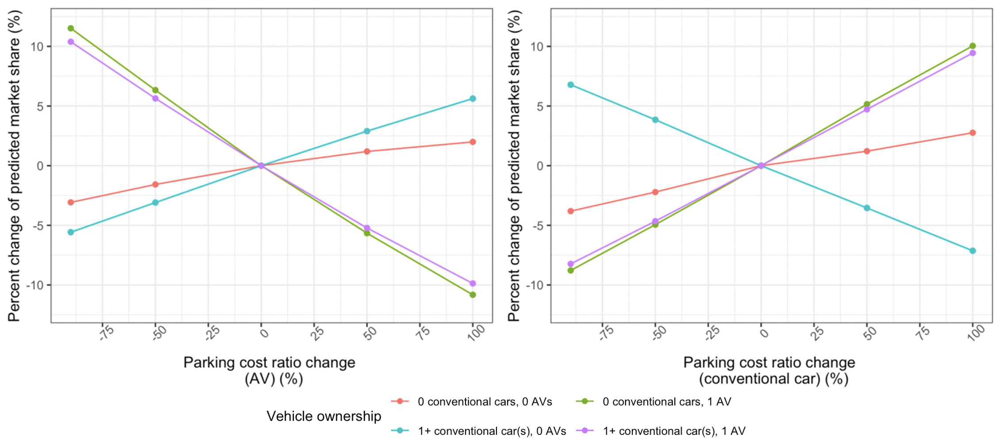 Percent change of predicted market share (%)
10
5
0
-5
-10
-75
-50
-25
0
25
50
75
100
Parking cost ratio change
(AV) (%)
Percent change of predicted market share (%)
10
5
0
-5
-10
-75
-50
-25
0
25
50
75
100
Parking cost ratio change
(conventional car) (%)
Vehicle ownership
0 conventional cars, 0 AVs
0 conventional cars, 1 AV
1+ conventional car(s), 0 AVs
1+ conventional car(s), 1 AV